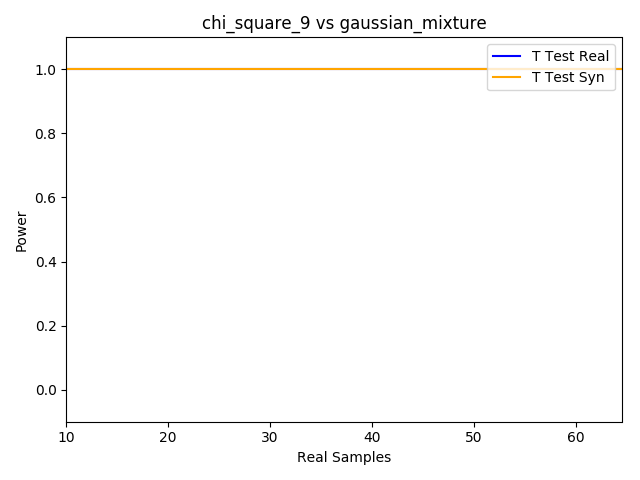 chi_square_9 vs gaussian_mixture
T Test Real
T Test Syn
1.0
0.8
0.6
0.4
0.2
0.0
Power
10 20 30 40 50 60
Real Samples